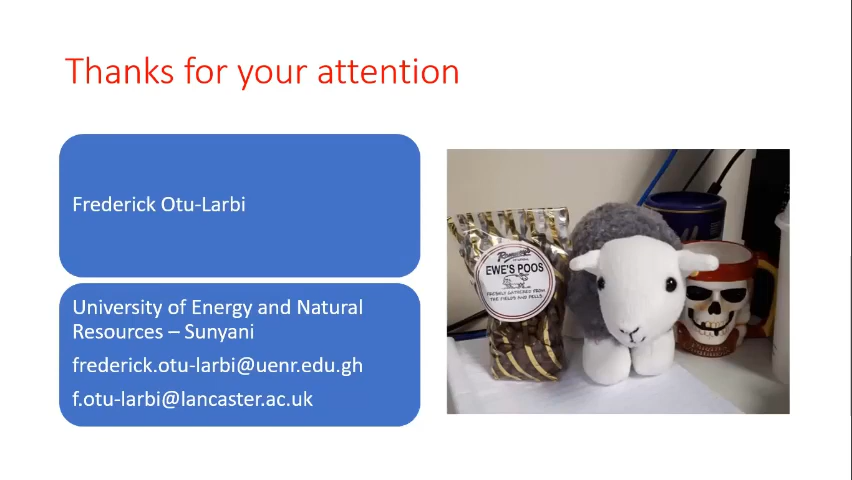 Thanks for your attention
Frederick Otu-Larbi
University of Energy and Natural
Resources – Sunyani
frederick.otu-larbi@uenr.edu.gh
f.otu-larbi@lancaster.ac.uk
EWE'S POOS
FRESHLY GATHERED FROM
THE FIELDS AND FELLS